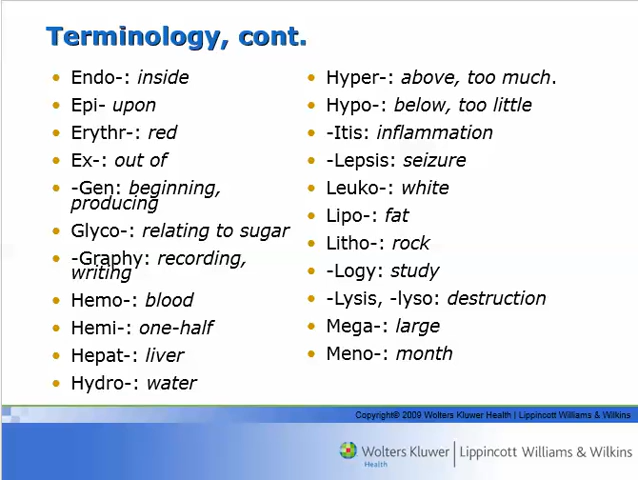 Terminology, cont.
• Endo-: inside
• Epi- upon
• Erythr-: red
• Ex-: out of
• -Gen: beginning,
producing
• Glyco-: relating to sugar
• -Graphy: recording,
writing
• Hemo-: blood
• Hemi-: one-half
• Hepat-: liver
• Hydro-: water
• Hyper-: above, too much.
• Hypo-: below, too little
• -Itis: inflammation
• -Lepsis: seizure
• Leuko-: white
• Lipo-: fat
• Litho-: rock
• -Logy: study
• -Lysis, -lyso: destruction
• Mega-: large
• Meno-: month
Copyright® 2009 Wolters Kluwer Health | Lippincott Williams & Wilkins
Wolters Kluwer | Lippincott Williams & Wilkins
Health